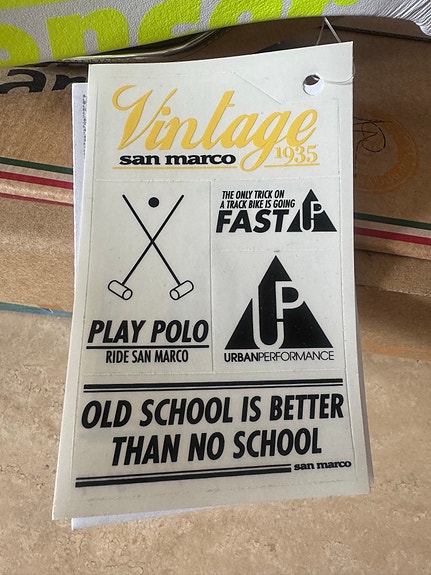 Vintage
san marco
1935
THE ONLY TRICK ON
A TRACK BIKE IS GOING
FAST UP
PLAY POLO
RIDE SAN MARCO
UP
URBANPERFORMANCE
OLD SCHOOL IS BETTER
THAN NO SCHOOL
san marco